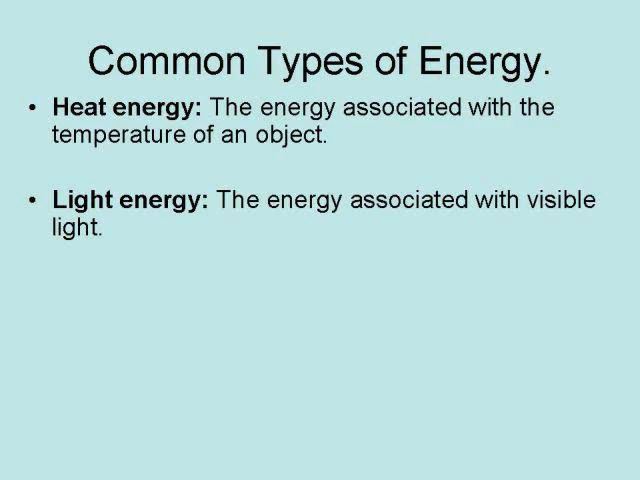 Common Types of Energy.
• Heat energy: The energy associated with the
temperature of an object.
• Light energy: The energy associated with visible
light.